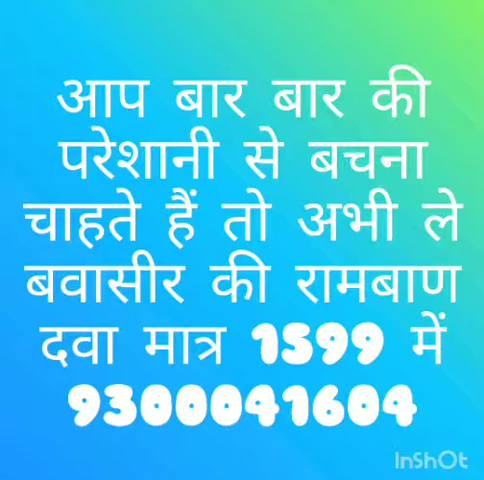 आप बार बार की
परेशानी से बचना
चाहते हैं तो अभी ले
बवासीर की रामबाण
दवा मात्र 1599 में
9300041604
InShOt